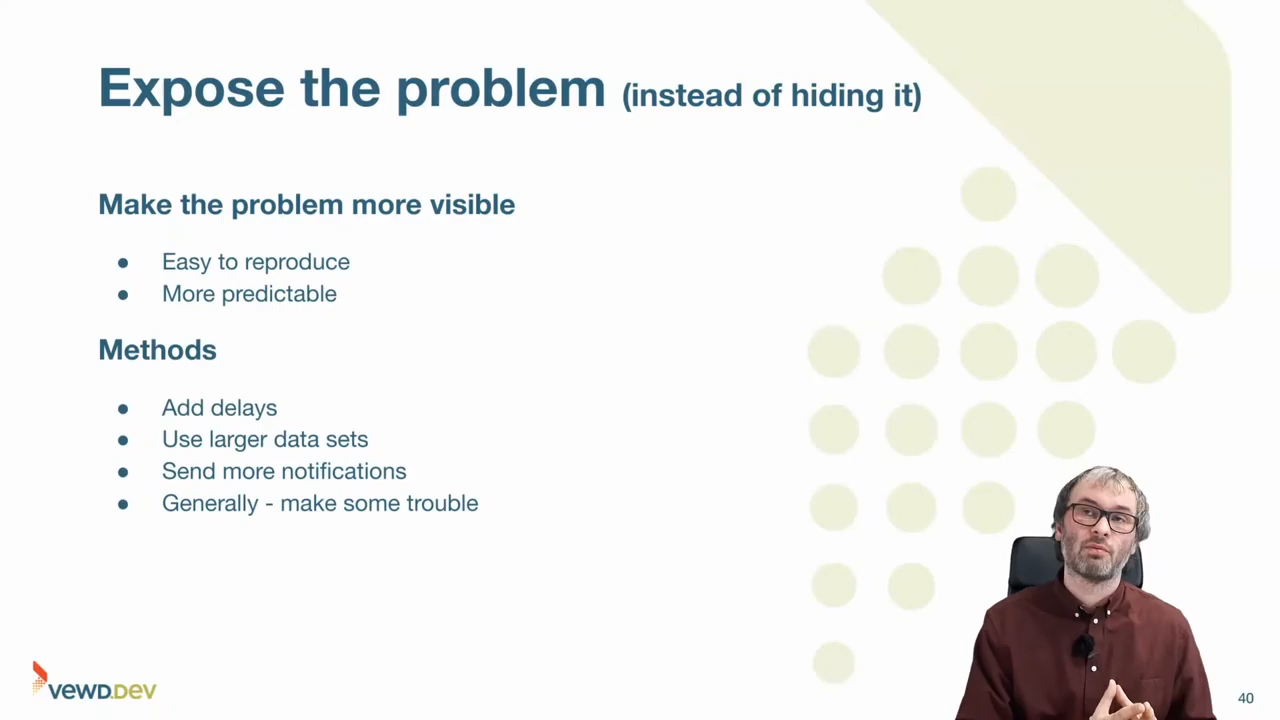 Expose the problem (instead of hiding it)
Make the problem more visible
● Easy to reproduce
● More predictable
Methods
● Add delays
● Use larger data sets
● Send more notifications
● Generally - make some trouble
vewd.dev
40